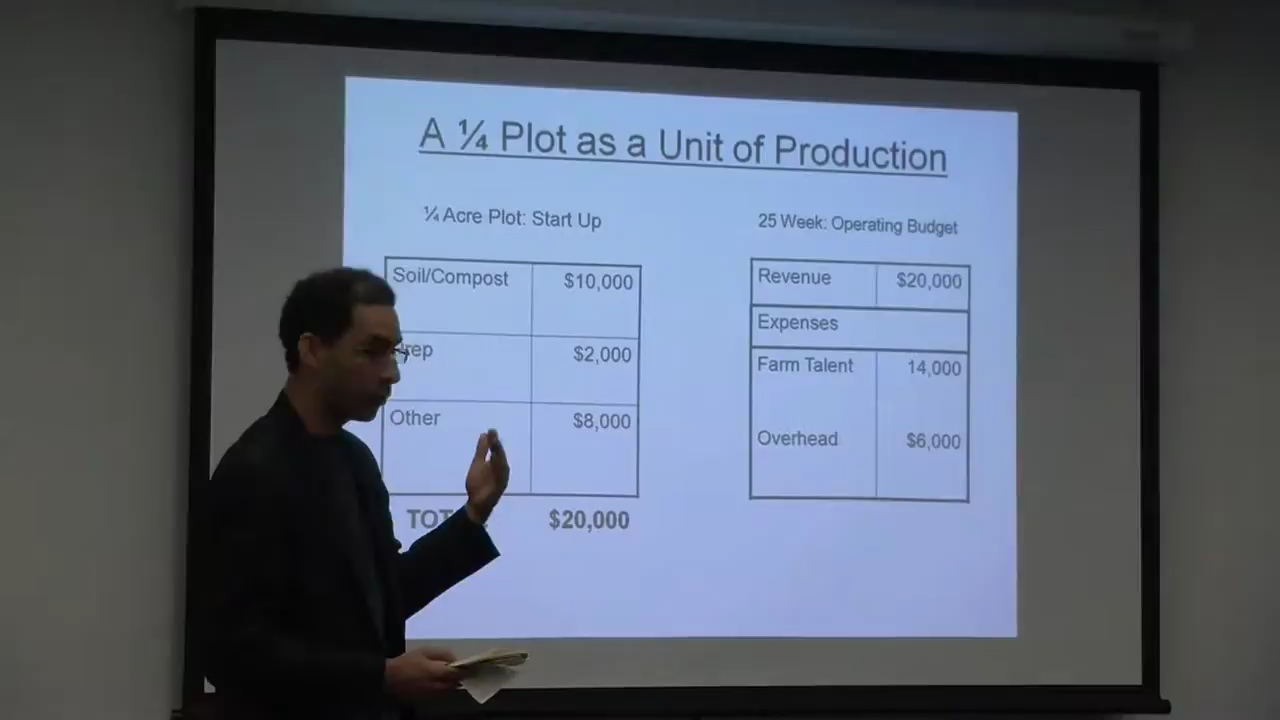 A ¼ Plot as a Unit of Production
¼ Acre Plot: Start Up
Soil/Compost $10,000
Prep $2,000
Other $8,000
$20,000
25 Week: Operating Budget
Revenue $20,000
Expenses
Farm Talent 14,000
Overhead $6,000